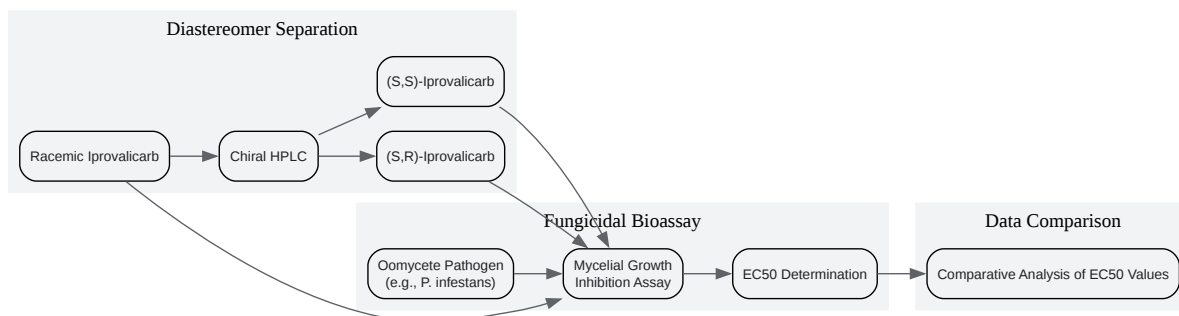 Diastereomer Separation
(S,S)-Iprovalicarb
Racemic Iprovalicarb
Chiral HPLC
(S,R)-Iprovalicarb
Fungicidal Bioassay
Data Comparison
Oomycete Pathogen
(e.g., P. infestans)
Mycelial Growth
Inhibition Assay
EC50 Determination
Comparative Analysis of EC50 Values